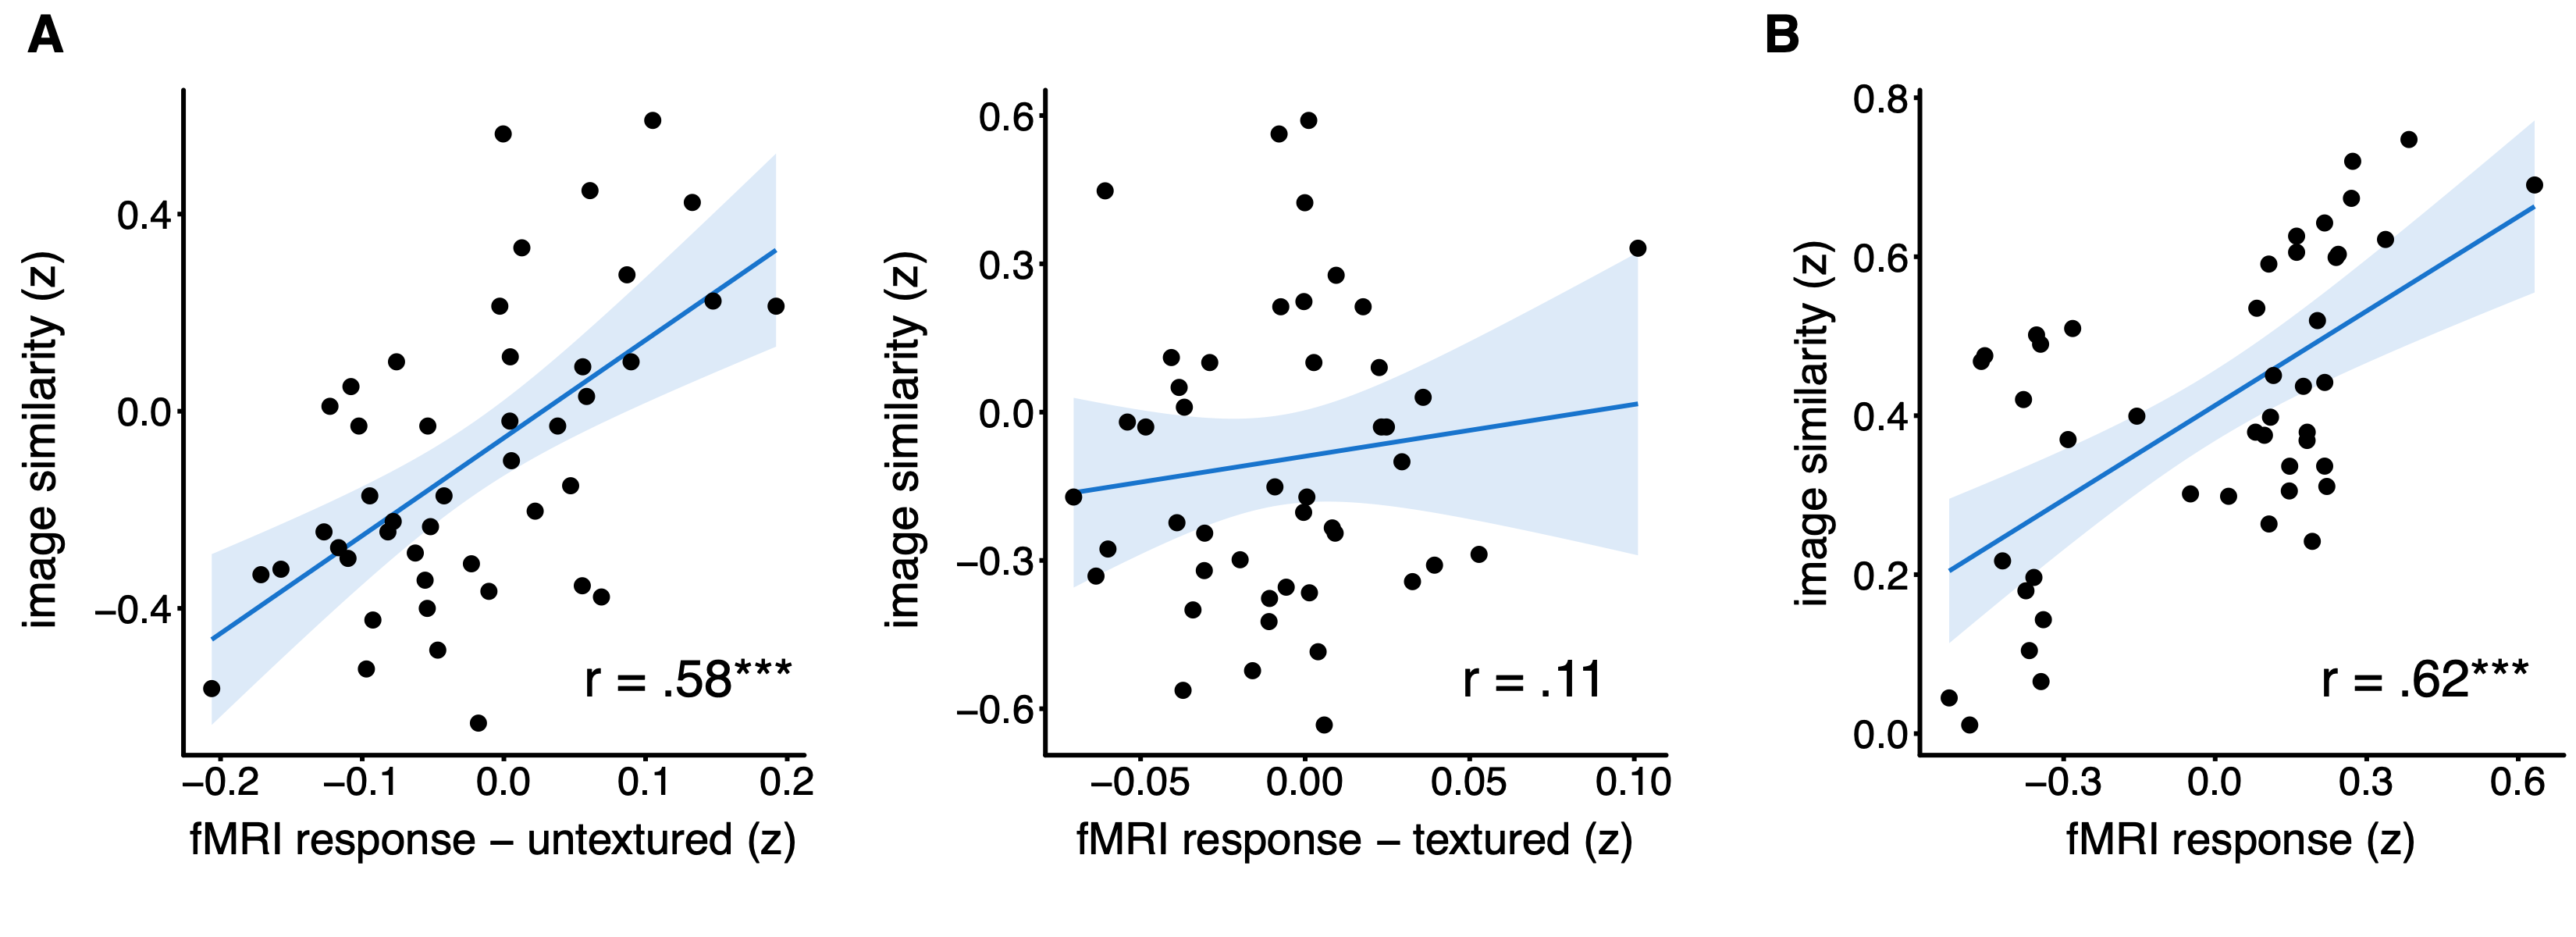 A
B
image similarity (z)
0.4
0.0
−0.4
−0.2 −0.1 0.0 0.1 0.2
fMRI response − untextured (z)
r = .58***
image similarity (z)
0.6
0.3
0.0
−0.3
−0.6
−0.05 0.00 0.05 0.10
fMRI response − textured (z)
r = .11
image similarity (z)
0.8
0.6
0.4
0.2
0.0
−0.3 0.0 0.3 0.6
fMRI response (z)
r = .62***